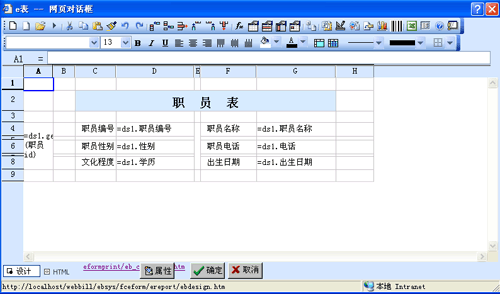 e表 -- 网页对话框
13
B I U
A1 =
A B C D E F G H
1
2 职 员 表
3
4 职员编号 =ds1.职员编号 职员名称 =ds1.职员名称
=ds1.ge
(职员
id)
6 职员性别 =ds1.性别 职员电话 =ds1.电话
8 文化程度 =ds1.学历 出生日期 =ds1.出生日期
9
设计 HTML eformprint/eb_c htm 属性 确定 取消
http://localhost/webbill/ebsys/fceform/ereport/ebdesign.htm 本地 Intranet